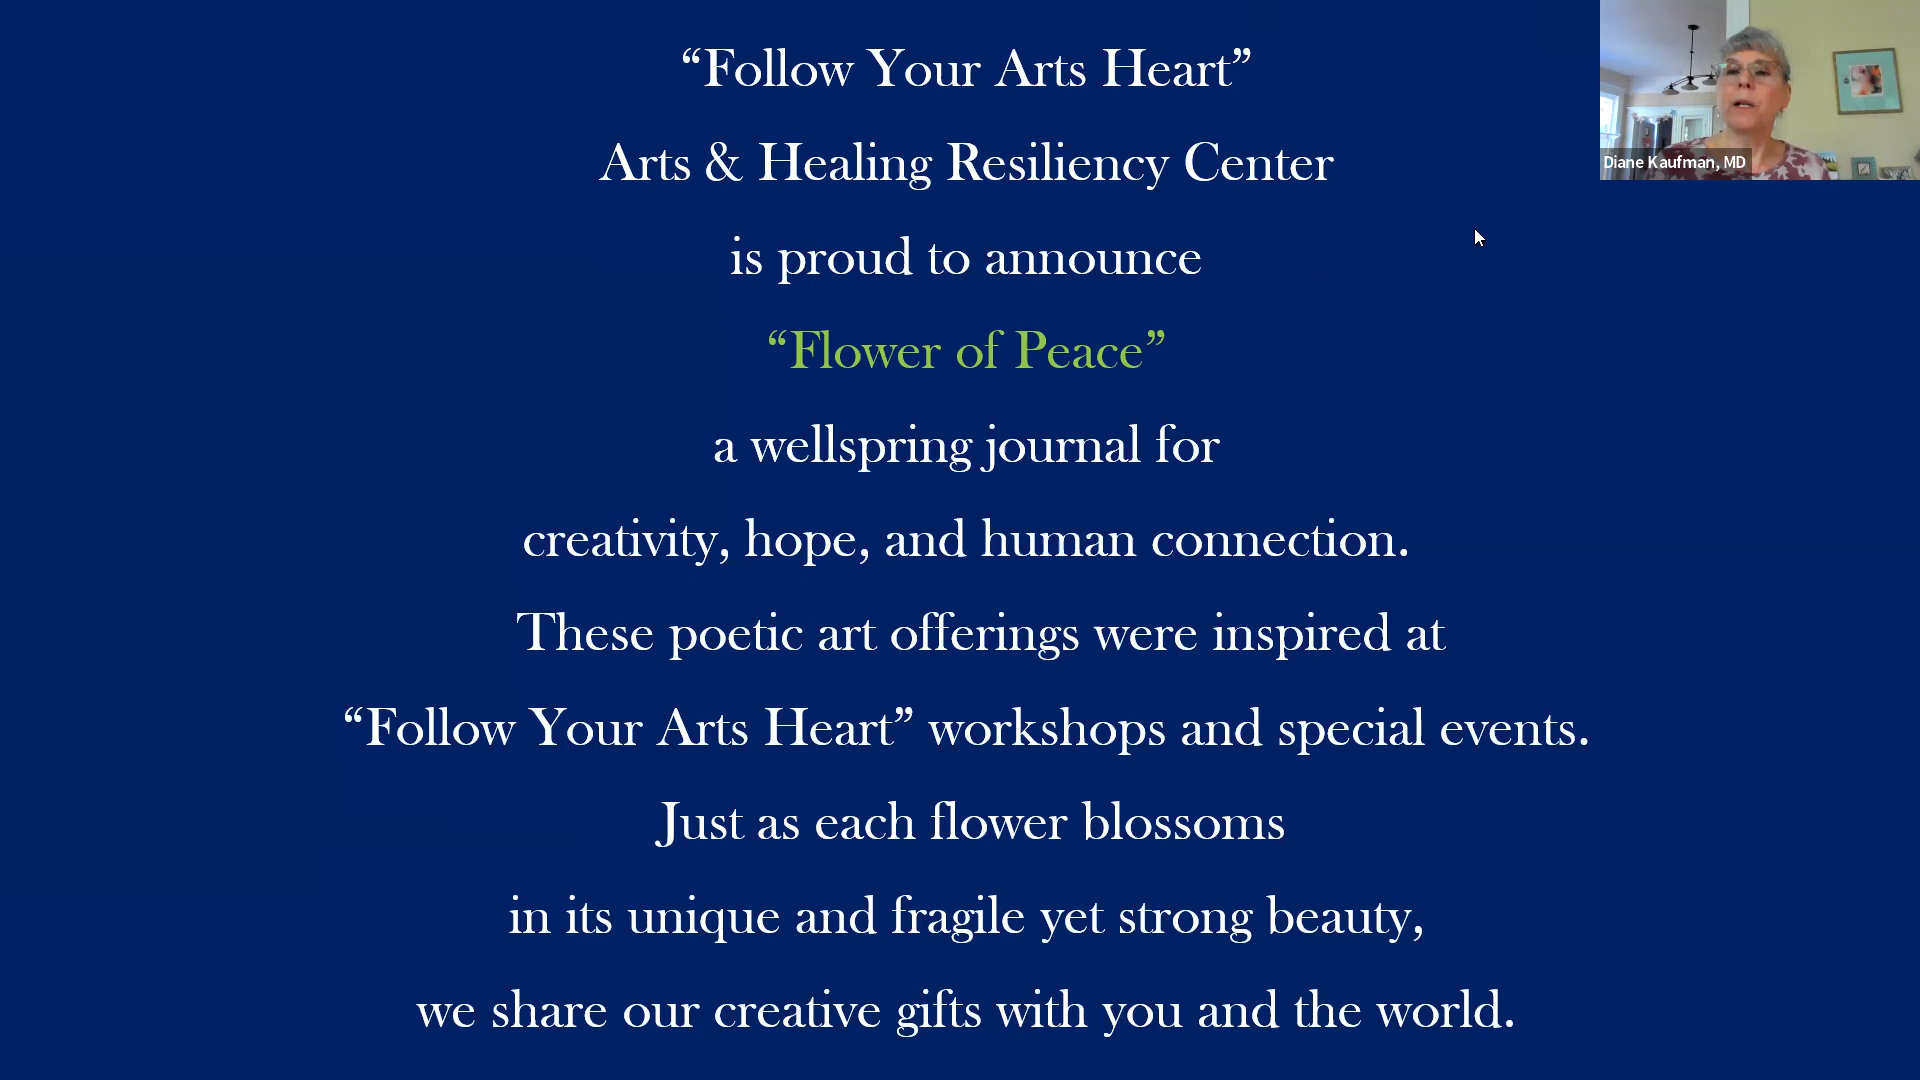 “Follow Your Arts Heart”
Arts & Healing Resiliency Center
is proud to announce
“Flower of Peace”
a wellspring journal for
creativity, hope, and human connection.
These poetic art offerings were inspired at
“Follow Your Arts Heart” workshops and special events.
Just as each flower blossoms
in its unique and fragile yet strong beauty,
we share our creative gifts with you and the world.
Diane Kaufman, MD